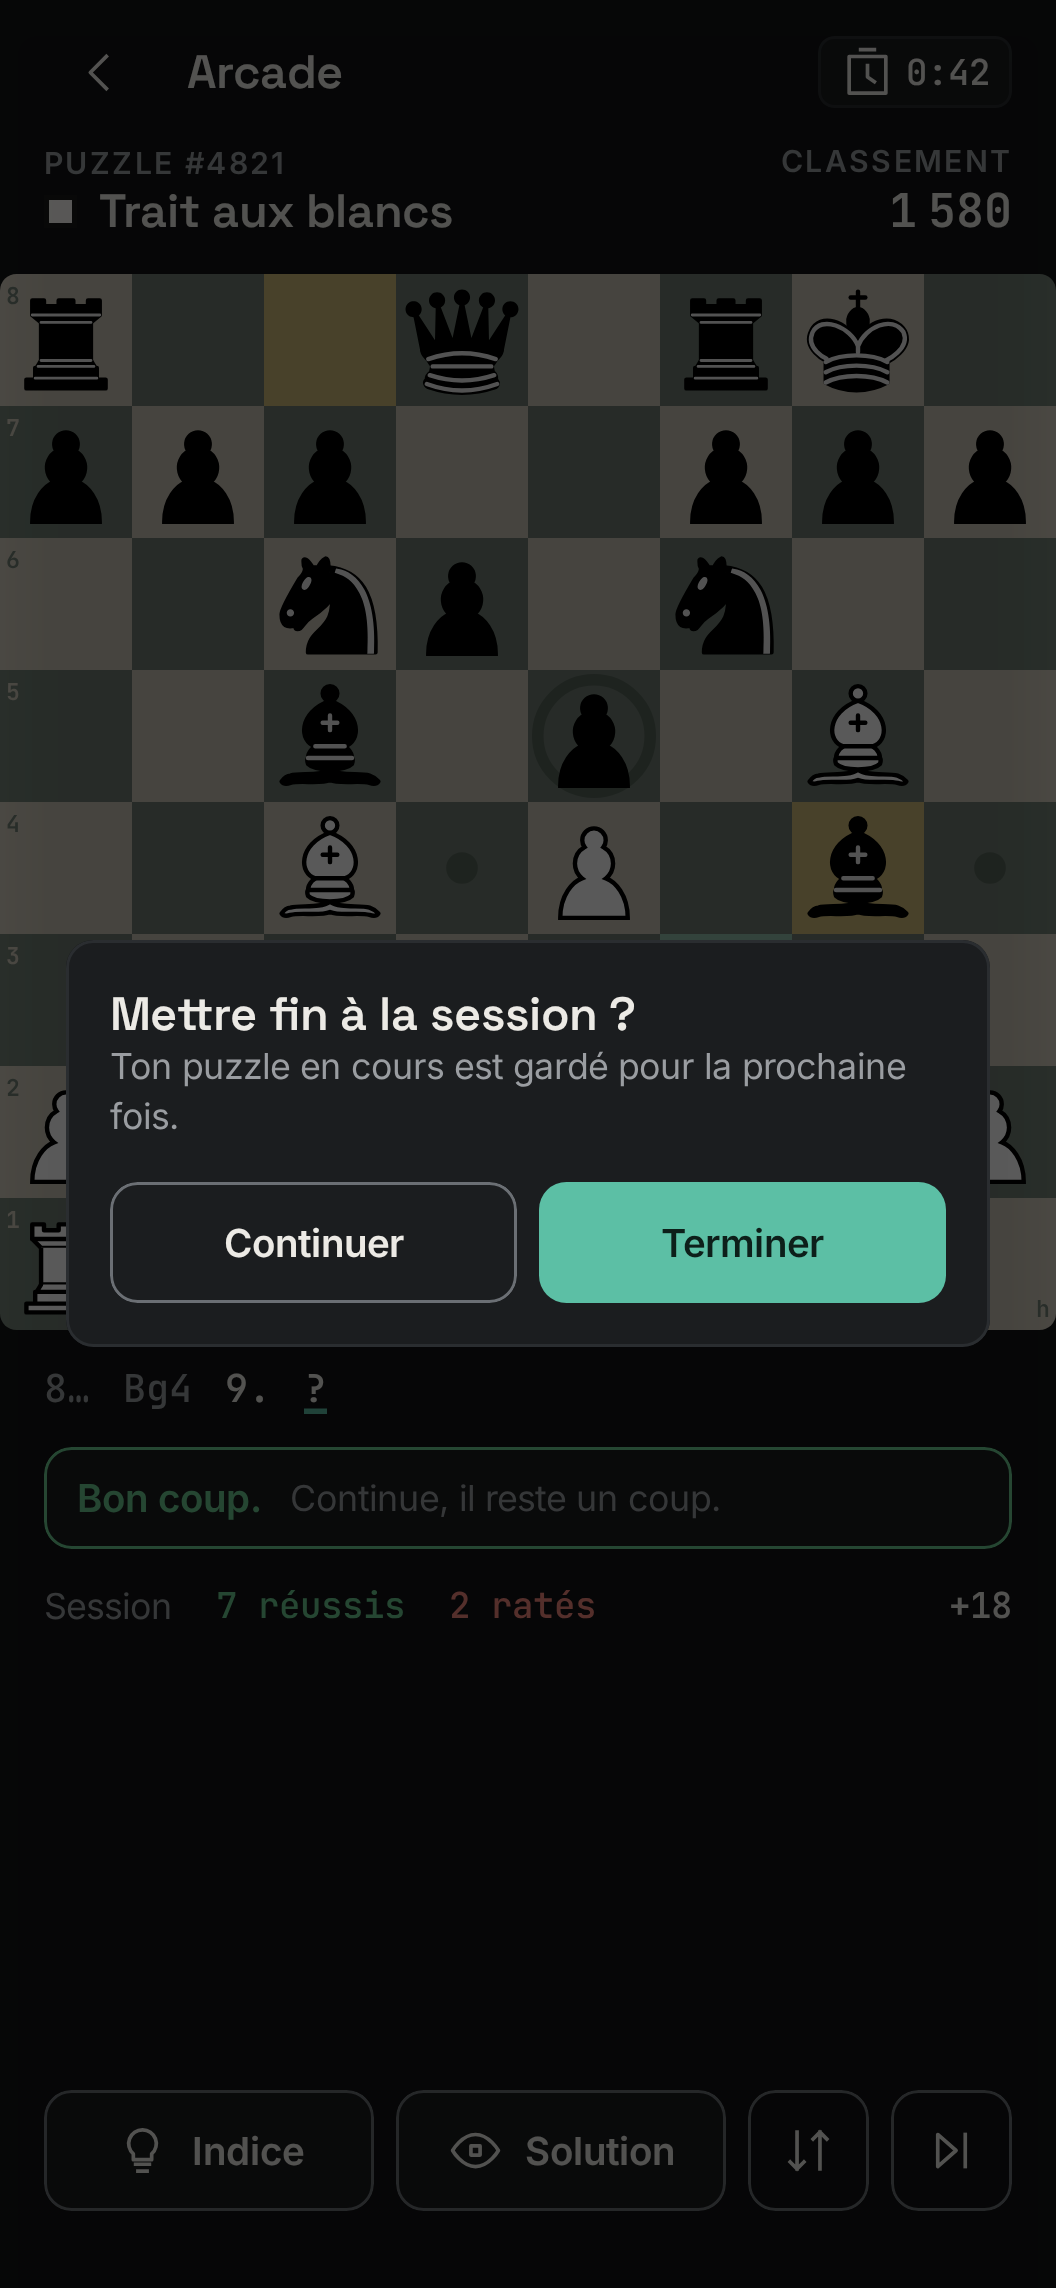 Arcade 0:42
PUZZLE #4821 CLASSEMENT
Trait aux blancs 1 580
8
7
6
5
4
3
2
1
h
Mettre fin à la session ?
Ton puzzle en cours est gardé pour la prochaine
fois.
Continuer Terminer
8… Bg4 9. ?
Bon coup. Continue, il reste un coup.
Session 7 réussis 2 ratés +18
Indice Solution